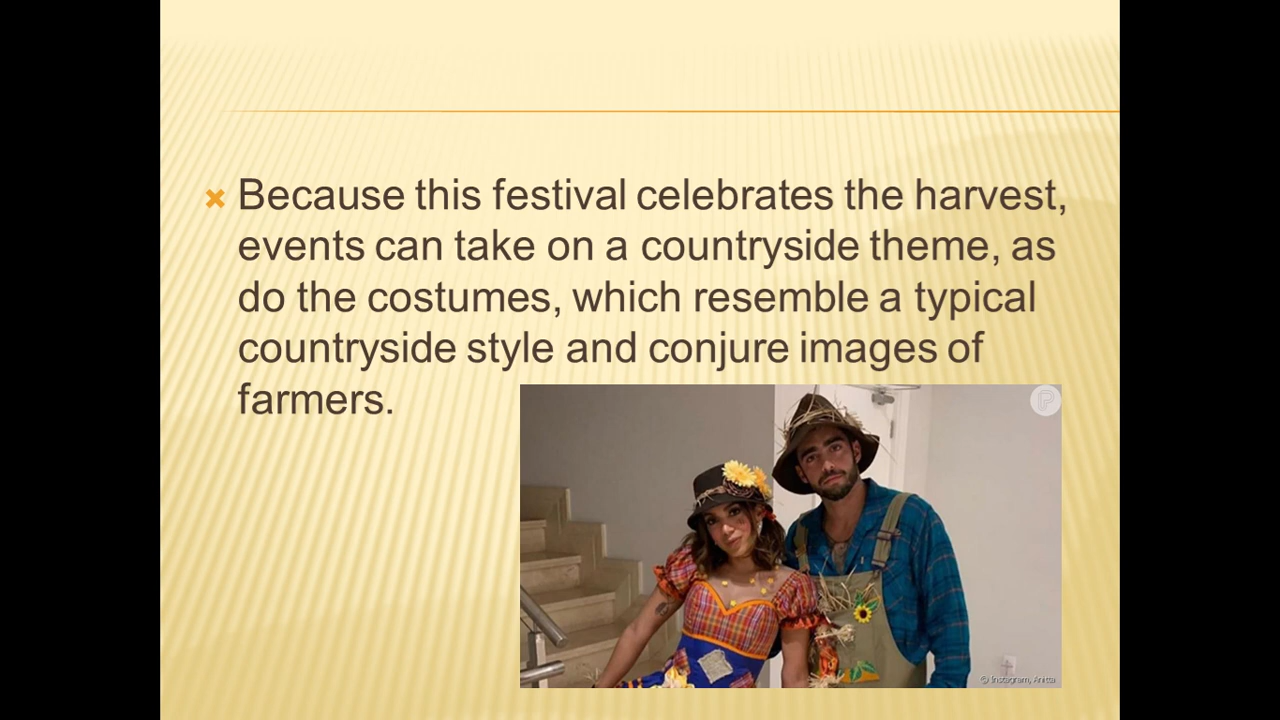 Because this festival celebrates the harvest,
events can take on a countryside theme, as
do the costumes, which resemble a typical
countryside style and conjure images of
farmers.
© Instagram, Anitta